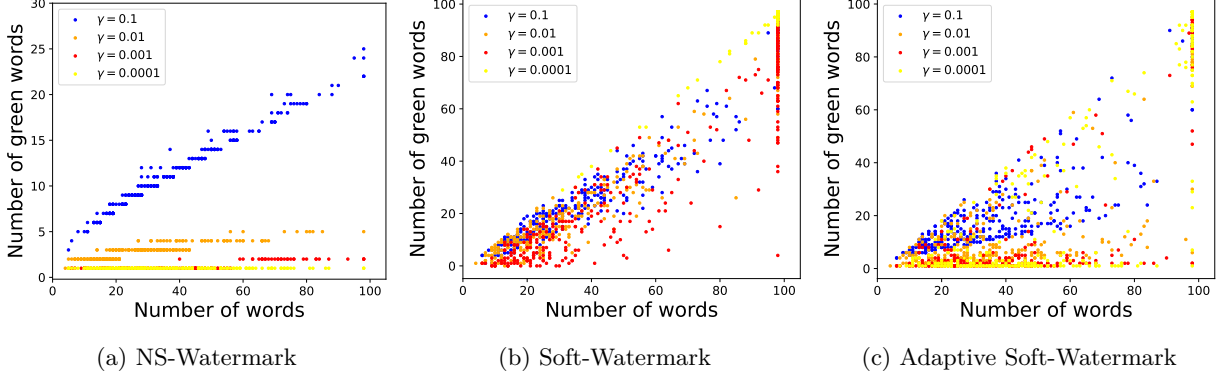 Number of green words
30
25
20
15
10
5
0
γ = 0.1
γ = 0.01
γ = 0.001
γ = 0.0001
0 20 40 60 80 100
Number of words
(a) NS-Watermark
Number of green words
100
80
60
40
20
0
γ = 0.1
γ = 0.01
γ = 0.001
γ = 0.0001
0 20 40 60 80 100
Number of words
(b) Soft-Watermark
Number of green words
100
80
60
40
20
0
γ = 0.1
γ = 0.01
γ = 0.001
γ = 0.0001
0 20 40 60 80 100
Number of words
(c) Adaptive Soft-Watermark